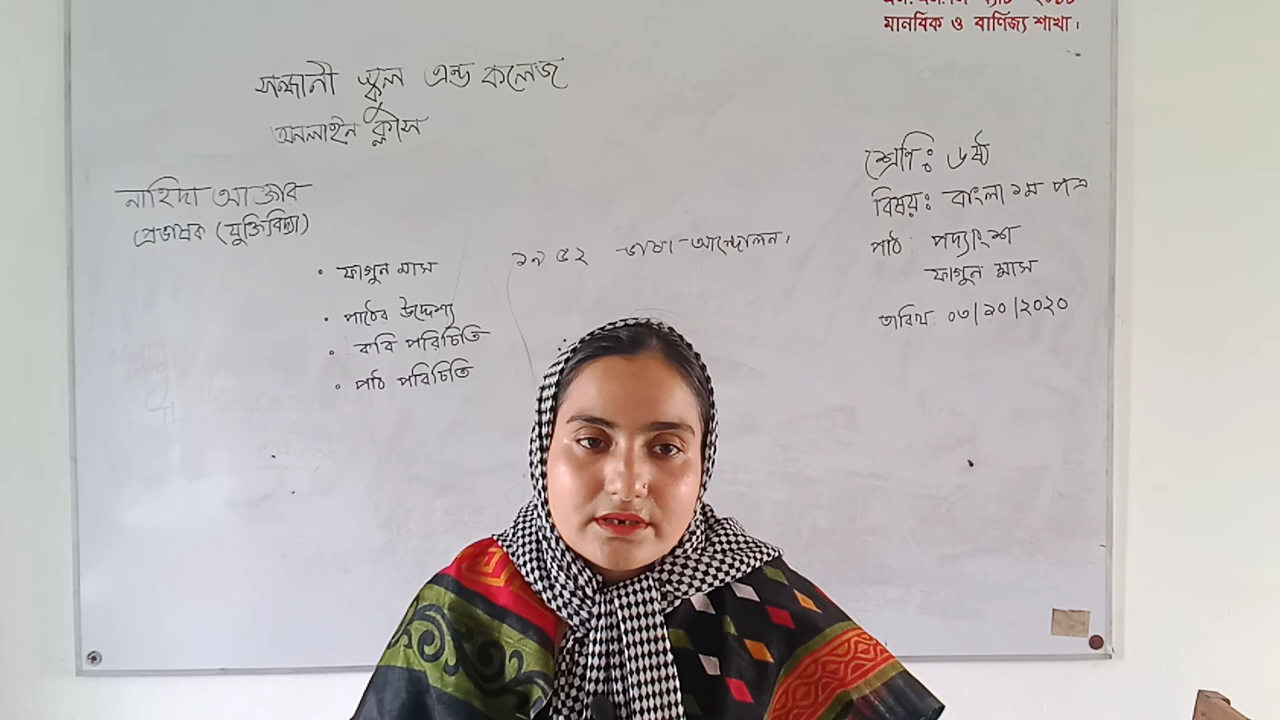 মানবিক ও বাণিজ্য শাখা।
সন্ধানী স্কুল এন্ড কলেজ
অনলাইন ক্লাস
নাহিদা আক্তার
প্রভাষক (যুক্তিবিদ্যা)
শ্রেণি: ৬ষ্ঠ
বিষয়: বাংলা ১ম পত্র
পাঠ: পদ্যাংশ
ফাগুন মাস
তারিখ: ০৩/১০/২০২০
১৯৫২ ভাষা-আন্দোলন।
• ফাগুন মাস
• পাঠের উদ্দেশ্য
• কবি পরিচিতি
• পাঠ পরিচিতি